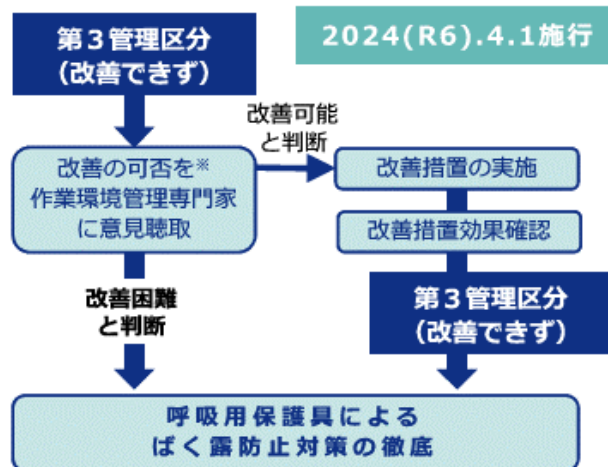 第３管理区分
（改善できず）
2024(R6).4.1施行
改善可能
と判断
改善の可否を※
作業環境管理専門家
に意見聴取
改善措置の実施
改善措置効果確認
改善困難
と判断
第３管理区分
（改善できず）
呼吸用保護具による
ばく露防止対策の徹底